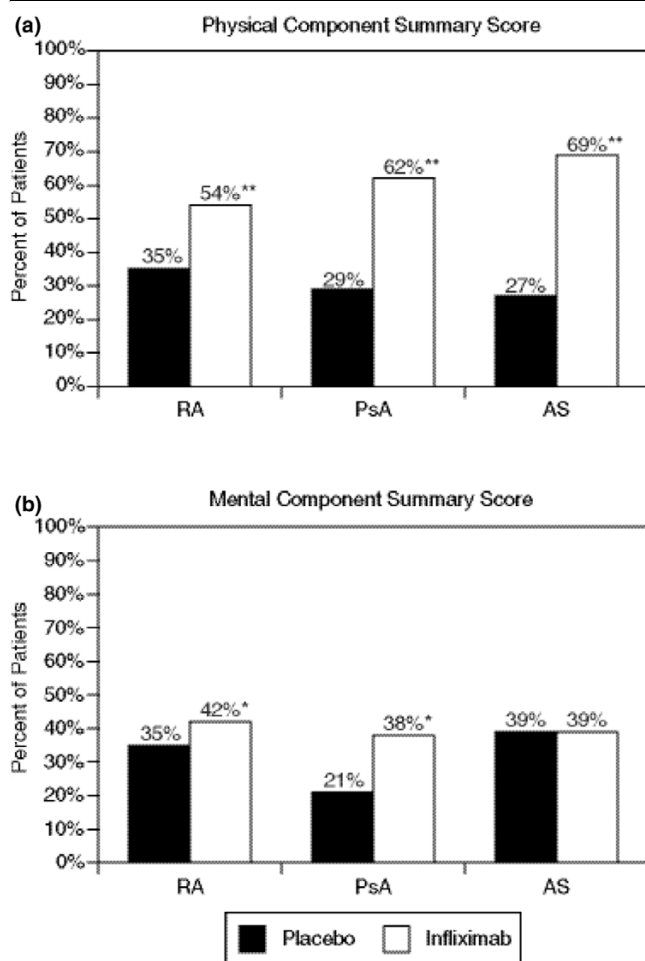 (a)
Physical Component Summary Score
Percent of Patients
100%
90%
80%
70%
60%
50%
40%
30%
20%
10%
0%
35%
54%**
29%
62%**
27%
69%**
RA
PsA
AS
(b)
Mental Component Summary Score
Percent of Patients
100%
90%
80%
70%
60%
50%
40%
30%
20%
10%
0%
35%
42%*
21%
38%*
39%
39%
RA
PsA
AS
Placebo
Infliximab